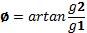 ø = artan g2/g1